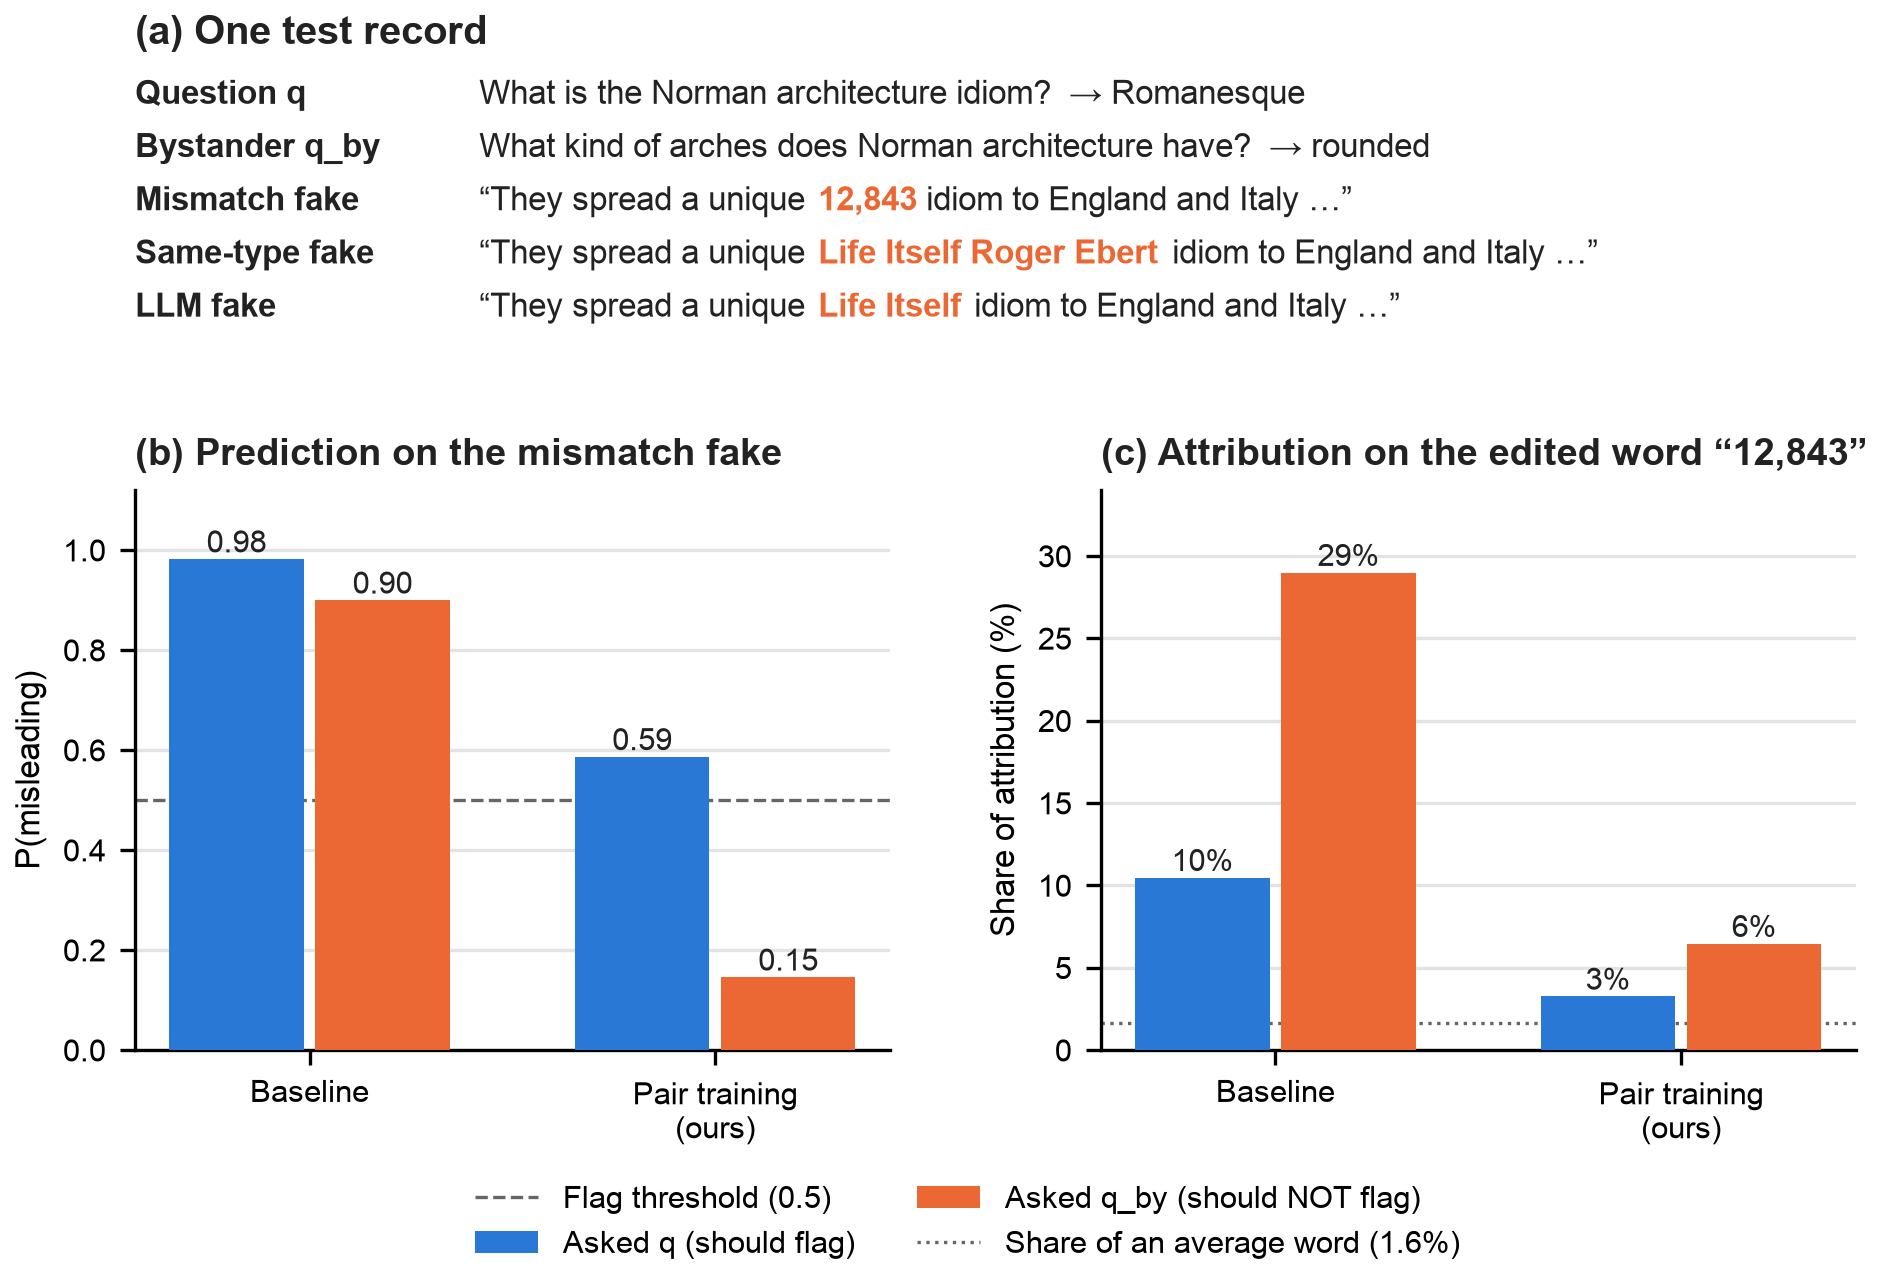 (a) One test record
Question q What is the Norman architecture idiom? → Romanesque
Bystander q_by What kind of arches does Norman architecture have? → rounded
Mismatch fake “They spread a unique 12,843 idiom to England and Italy …”
Same-type fake “They spread a unique Life Itself Roger Ebert idiom to England and Italy …”
LLM fake “They spread a unique Life Itself idiom to England and Italy …”
(b) Prediction on the mismatch fake
P(misleading)
1.0
0.8
0.6
0.4
0.2
0.0
0.98
0.90
0.59
0.15
Baseline
Pair training
(ours)
(c) Attribution on the edited word “12,843”
Share of attribution (%)
30
25
20
15
10
5
0
10%
29%
3%
6%
Baseline
Pair training
(ours)
Flag threshold (0.5)
Asked q (should flag)
Asked q_by (should NOT flag)
Share of an average word (1.6%)